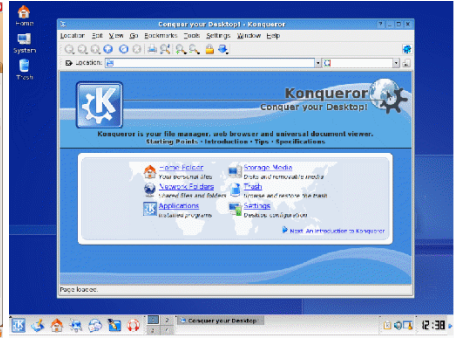 Home
System
Trash
Conquer your Desktop! - Konqueror
Location Edit View Go Bookmarks Tools Settings Window Help
Location:
Konqueror
Conquer your Desktop!
Konqueror is your file manager, web browser and universal document viewer.
Starting Points · Introduction · Tips · Specifications
Home Folder
Your personal files
Storage Media
Disks and removable media
Network Folders
Shared files and folders
Trash
Browse and restore the trash
Applications
Installed programs
Settings
Desktop configuration
Next: An Introduction to Konqueror
Page loaded.
2
Conquer your Desktop
12:38